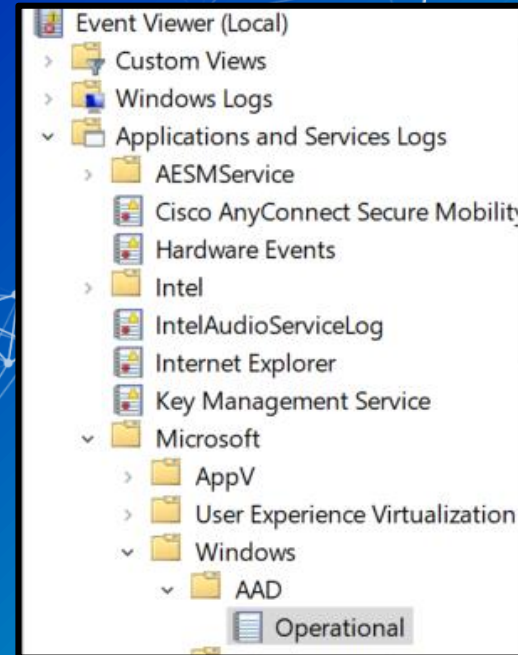 Event Viewer (Local)
Custom Views
Windows Logs
Applications and Services Logs
AESMService
Cisco AnyConnect Secure Mobility
Hardware Events
Intel
IntelAudioServiceLog
Internet Explorer
Key Management Service
Microsoft
AppV
User Experience Virtualization
Windows
AAD
Operational